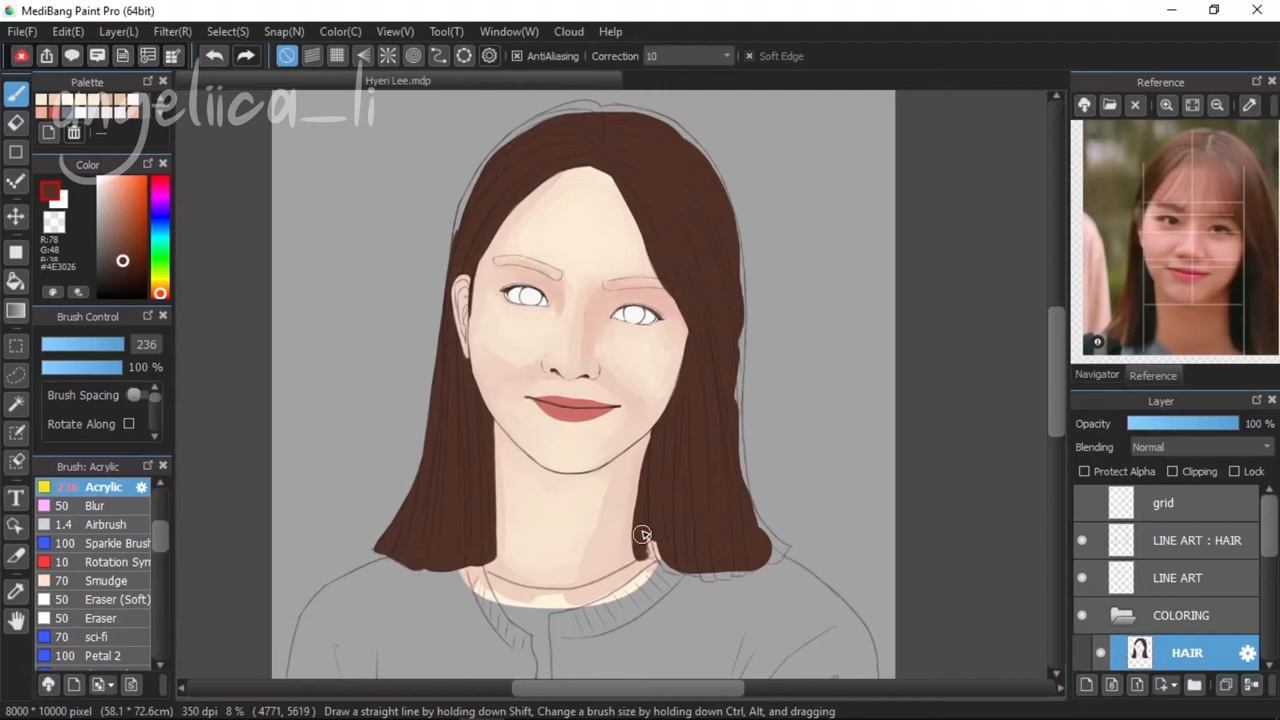 MediBang Paint Pro (64bit)
File(F) Edit(E) Layer(L) Filter(R) Select(S) Snap(N) Color(C) View(V) Tool(T) Window(W) Cloud Help
AntiAliasing Correction 10 Soft Edge
Hyeri Lee.mdp
angeliica_li
Palette
---
Color
R:78
G:48
B:38
#4E3026
Brush Control
236
100 %
Brush Spacing
Rotate Along
Brush: Acrylic
236 Acrylic
50 Blur
1.4 Airbrush
100 Sparkle Brush
10 Rotation Sym
70 Smudge
50 Eraser (Soft)
50 Eraser
70 sci-fi
100 Petal 2
Reference
Navigator Reference
Layer
Opacity 100 %
Blending Normal
Protect Alpha Clipping Lock
grid
LINE ART : HAIR
LINE ART
COLORING
HAIR
8000 * 10000 pixel (58.1 * 72.6cm) 350 dpi 8 % ( 4771, 5619 ) Draw a straight line by holding down Shift, Change a brush size by holding down Ctrl, Alt, and dragging